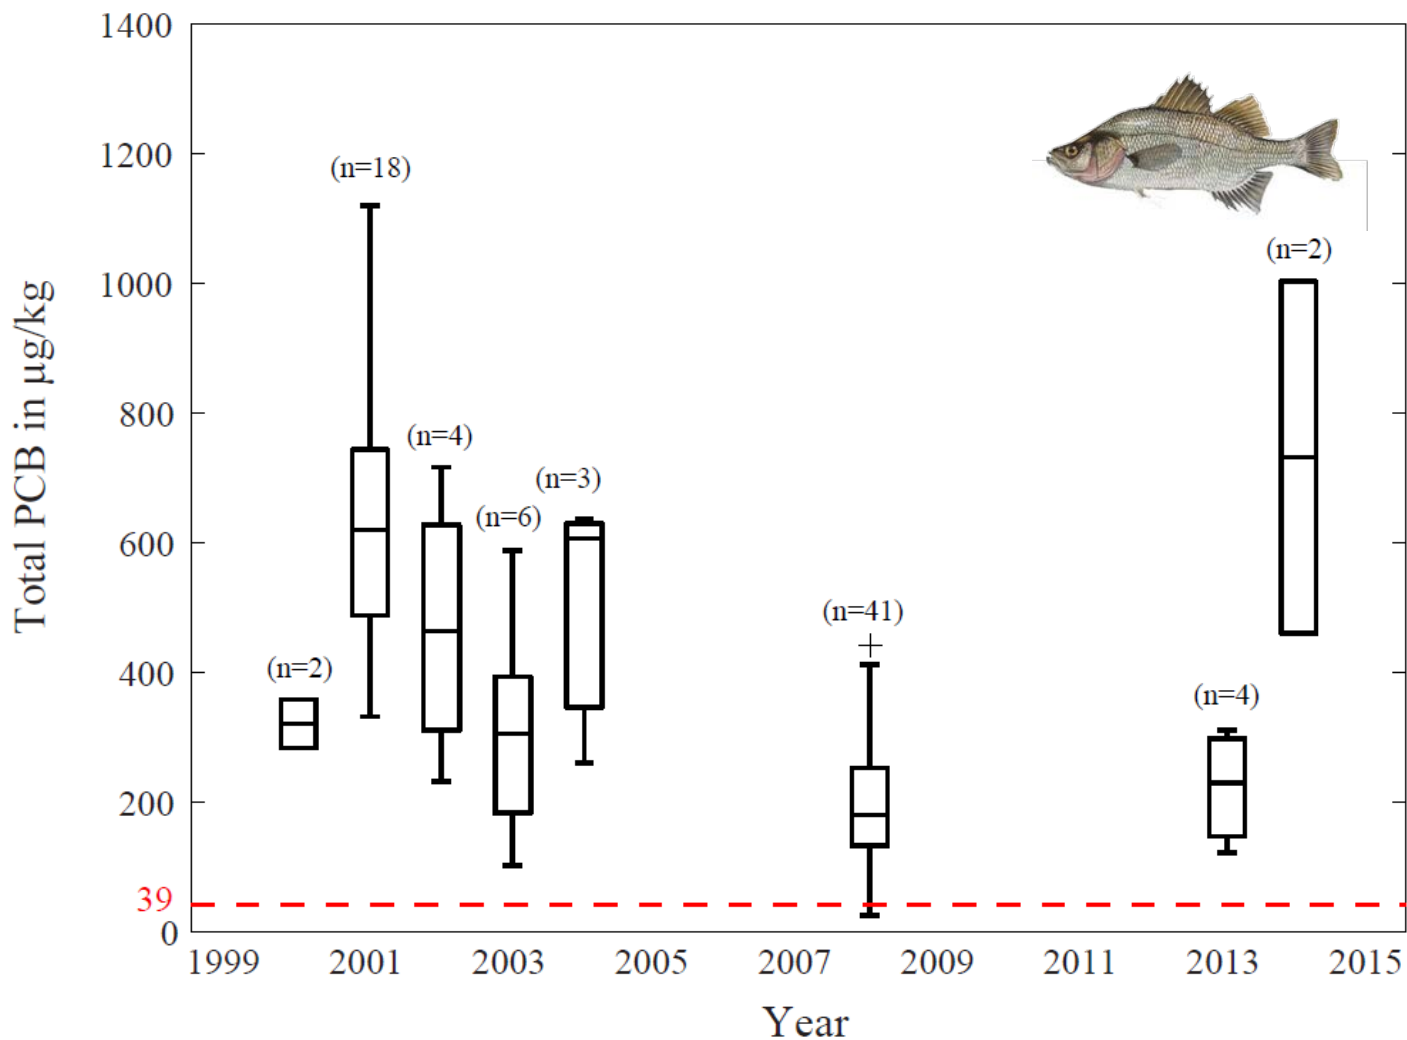 1400
1200
1000
800
600
400
200
39
0
Total PCB in µg/kg
(n=2)
(n=18)
(n=4)
(n=6)
(n=3)
(n=41)
(n=4)
(n=2)
1999 2001 2003 2005 2007 2009 2011 2013 2015
Year